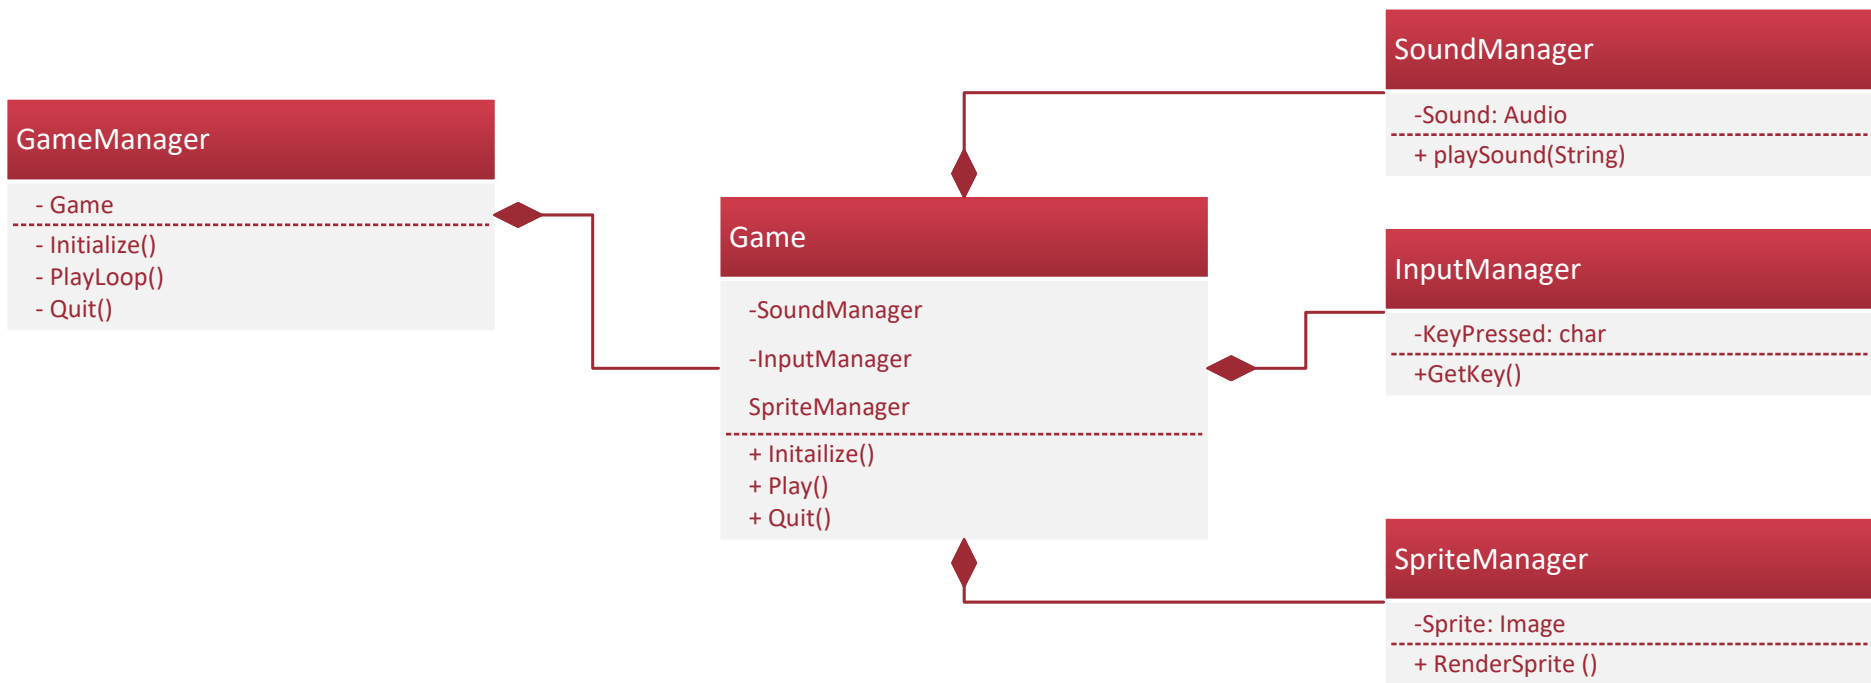 GameManager
- Game
- Initialize()
- PlayLoop()
- Quit()
Game
-SoundManager
-InputManager
SpriteManager
+ Initailize()
+ Play()
+ Quit()
SoundManager
-Sound: Audio
+ playSound(String)
InputManager
-KeyPressed: char
+GetKey()
SpriteManager
-Sprite: Image
+ RenderSprite ()